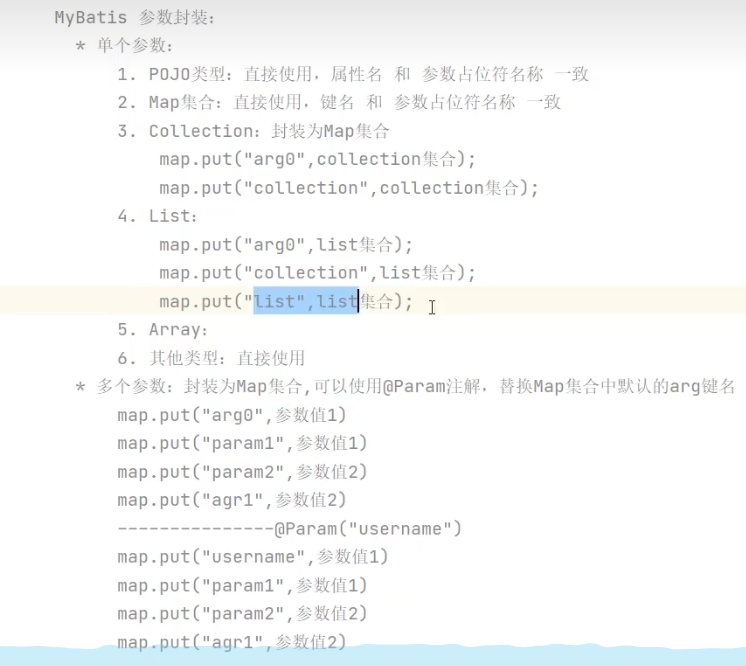 MyBatis 参数封装：
* 单个参数：
1. POJO类型：直接使用，属性名 和 参数占位符名称 一致
2. Map集合：直接使用，键名 和 参数占位符名称 一致
3. Collection：封装为Map集合
map.put("arg0",collection集合);
map.put("collection",collection集合);
4. List：
map.put("arg0",list集合);
map.put("collection",list集合);
map.put("list",list集合);
5. Array：
6. 其他类型：直接使用
* 多个参数：封装为Map集合,可以使用@Param注解，替换Map集合中默认的arg键名
map.put("arg0",参数值1)
map.put("param1",参数值1)
map.put("param2",参数值2)
map.put("agr1",参数值2)
---------------@Param("username")
map.put("username",参数值1)
map.put("param1",参数值1)
map.put("param2",参数值2)
map.put("agr1",参数值2)